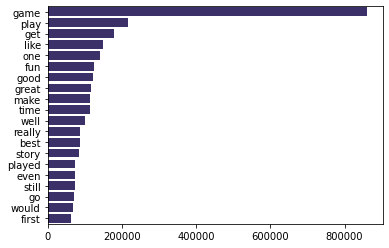 game
play
get
like
one
fun
good
great
make
time
well
really
best
story
played
even
still
go
would
first
0 200000 400000 600000 800000